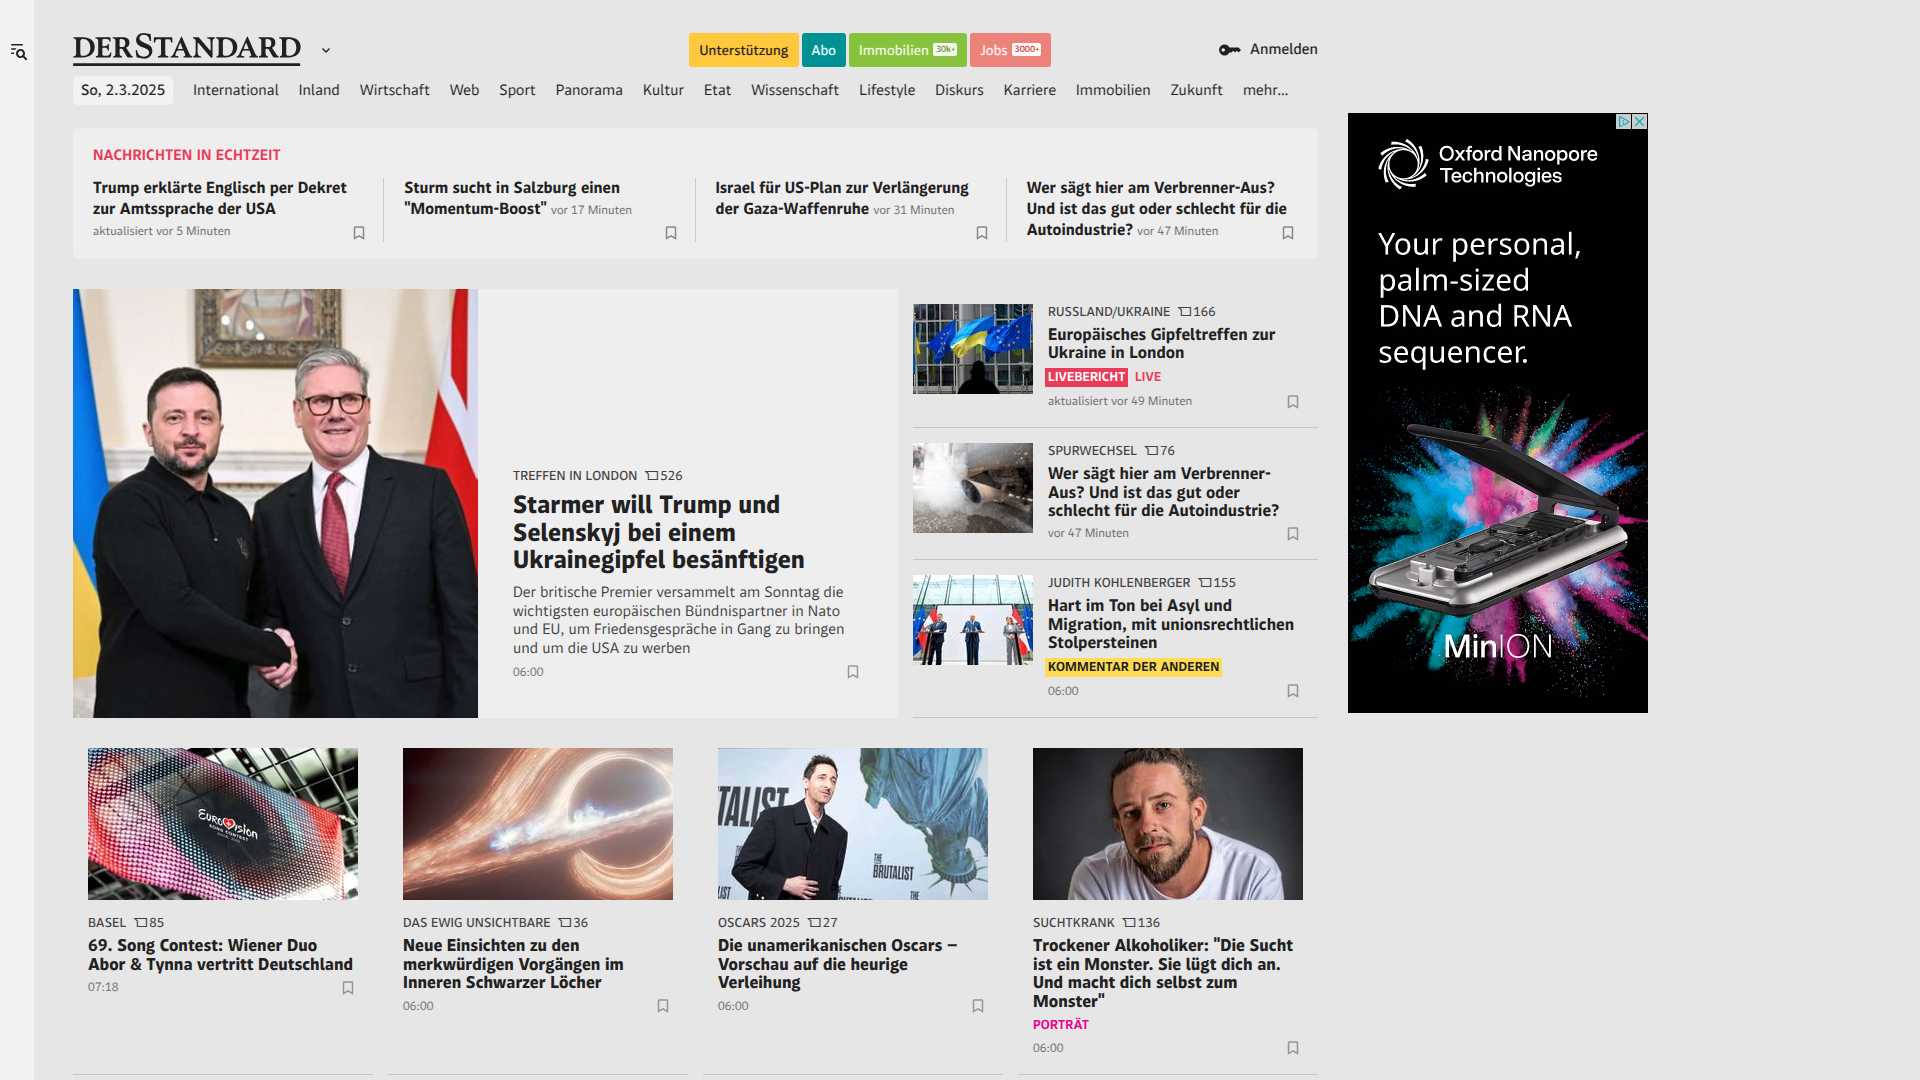 DERSTANDARD
Unterstützung Abo Immobilien 30k+ Jobs 3000+
Anmelden
So, 2.3.2025 International Inland Wirtschaft Web Sport Panorama Kultur Etat Wissenschaft Lifestyle Diskurs Karriere Immobilien Zukunft mehr...
NACHRICHTEN IN ECHTZEIT
Trump erklärte Englisch per Dekret
zur Amtssprache der USA
aktualisiert vor 5 Minuten
Sturm sucht in Salzburg einen
"Momentum-Boost" vor 17 Minuten
Israel für US-Plan zur Verlängerung
der Gaza-Waffenruhe vor 31 Minuten
Wer sägt hier am Verbrenner-Aus?
Und ist das gut oder schlecht für die
Autoindustrie? vor 47 Minuten
TREFFEN IN LONDON 526
Starmer will Trump und
Selenskyj bei einem
Ukrainegipfel besänftigen
Der britische Premier versammelt am Sonntag die
wichtigsten europäischen Bündnispartner in Nato
und EU, um Friedensgespräche in Gang zu bringen
und um die USA zu werben
06:00
RUSSLAND/UKRAINE 166
Europäisches Gipfeltreffen zur
Ukraine in London
LIVEBERICHT LIVE
aktualisiert vor 49 Minuten
SPURWECHSEL 76
Wer sägt hier am Verbrenner-
Aus? Und ist das gut oder
schlecht für die Autoindustrie?
vor 47 Minuten
JUDITH KOHLENBERGER 155
Hart im Ton bei Asyl und
Migration, mit unionsrechtlichen
Stolpersteinen
KOMMENTAR DER ANDEREN
06:00
Oxford Nanopore
Technologies
Your personal,
palm-sized
DNA and RNA
sequencer.
MinION
EUROVISION
SONG CONTEST
BASEL 85
69. Song Contest: Wiener Duo
Abor & Tynna vertritt Deutschland
07:18
DAS EWIG UNSICHTBARE 36
Neue Einsichten zu den
merkwürdigen Vorgängen im
Inneren Schwarzer Löcher
06:00
TALIST
THE
BRUTALIST
LIST
THE
OSCARS 2025 27
Die unamerikanischen Oscars –
Vorschau auf die heurige
Verleihung
06:00
SUCHTKRANK 136
Trockener Alkoholiker: "Die Sucht
ist ein Monster. Sie lügt dich an.
Und macht dich selbst zum
Monster"
PORTRÄT
06:00